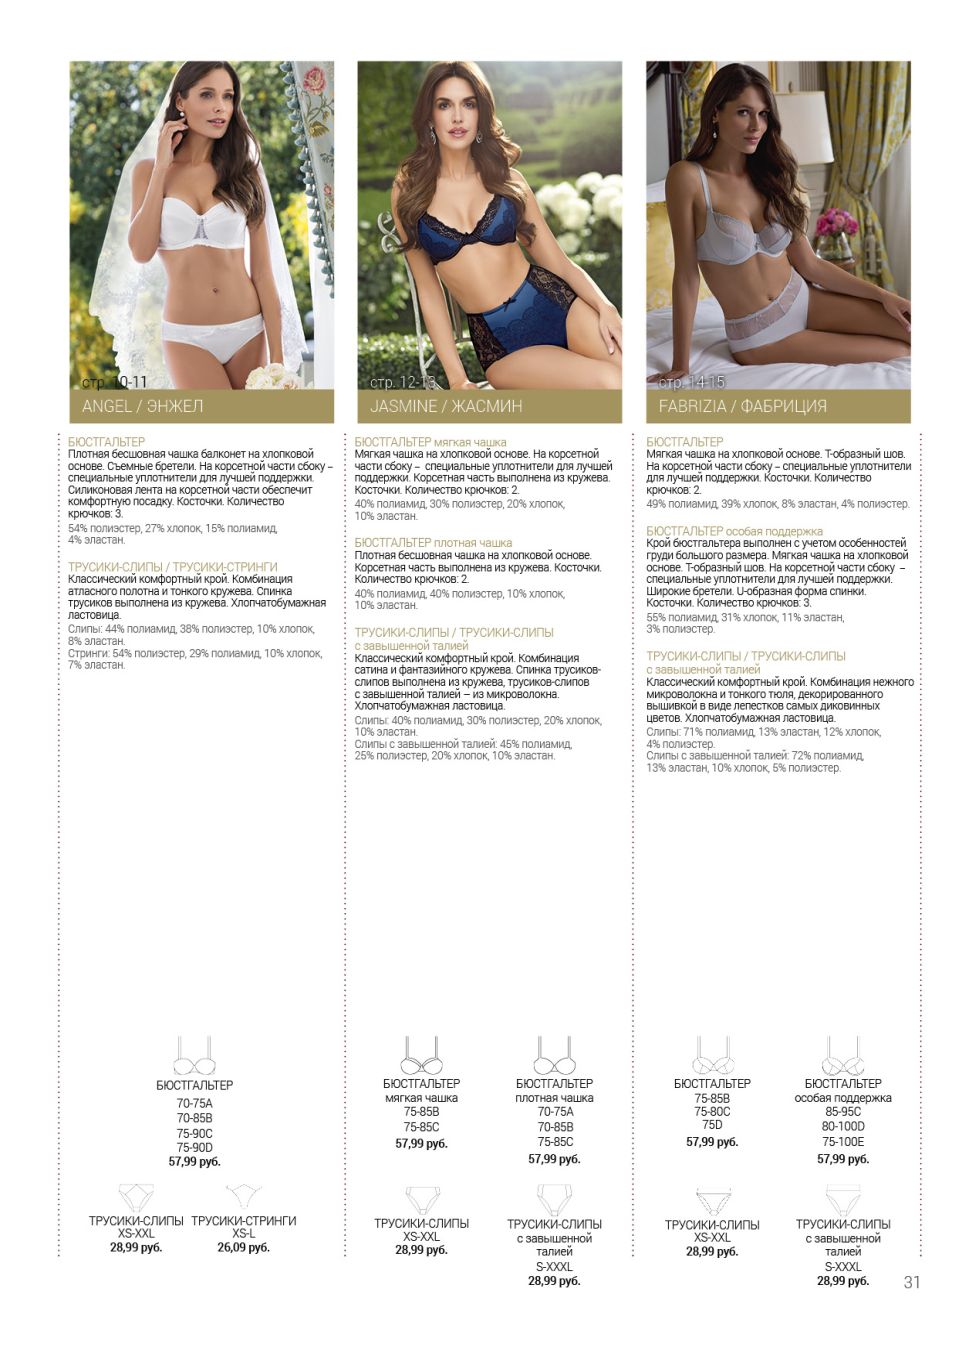 стр. 10-11
ANGEL / ЭНЖЕЛ
БЮСТГАЛЬТЕР
Плотная бесшовная чашка балконет на хлопковой
основе. Съемные бретели. На корсетной части сбоку –
специальные уплотнители для лучшей поддержки.
Силиконовая лента на корсетной части обеспечит
комфортную посадку. Косточки. Количество
крючков: 3.
54% полиэстер, 27% хлопок, 15% полиамид,
4% эластан.
ТРУСИКИ-СЛИПЫ / ТРУСИКИ-СТРИНГИ
Классический комфортный крой. Комбинация
атласного полотна и тонкого кружева. Спинка
трусиков выполнена из кружева. Хлопчатобумажная
ластовица.
Слипы: 44% полиамид, 38% полиэстер, 10% хлопок,
8% эластан.
Стринги: 54% полиэстер, 29% полиамид, 10% хлопок,
7% эластан.
БЮСТГАЛЬТЕР
70-75A
70-85B
75-90C
75-90D
57,99 руб.
ТРУСИКИ-СЛИПЫ
XS-XXL
28,99 руб.
ТРУСИКИ-СТРИНГИ
XS-L
26,09 руб.
стр. 12-13
JASMINE / ЖАСМИН
БЮСТГАЛЬТЕР мягкая чашка
Мягкая чашка на хлопковой основе. На корсетной
части сбоку – специальные уплотнители для лучшей
поддержки. Корсетная часть выполнена из кружева.
Косточки. Количество крючков: 2.
40% полиамид, 30% полиэстер, 20% хлопок,
10% эластан.
БЮСТГАЛЬТЕР плотная чашка
Плотная бесшовная чашка на хлопковой основе.
Корсетная часть выполнена из кружева. Косточки.
Количество крючков: 2.
40% полиамид, 40% полиэстер, 10% хлопок,
10% эластан.
ТРУСИКИ-СЛИПЫ / ТРУСИКИ-СЛИПЫ
с завышенной талией
Классический комфортный крой. Комбинация
сатина и фантазийного кружева. Спинка трусиков-
слипов выполнена из кружева, трусиков-слипов
с завышенной талией – из микроволокна.
Хлопчатобумажная ластовица.
Слипы: 40% полиамид, 30% полиэстер, 20% хлопок,
10% эластан.
Слипы с завышенной талией: 45% полиамид,
25% полиэстер, 20% хлопок, 10% эластан.
БЮСТГАЛЬТЕР
мягкая чашка
75-85B
75-85C
57,99 руб.
БЮСТГАЛЬТЕР
плотная чашка
70-75A
70-85B
75-85C
57,99 руб.
ТРУСИКИ-СЛИПЫ
XS-XXL
28,99 руб.
ТРУСИКИ-СЛИПЫ
с завышенной
талией
S-XXXL
28,99 руб.
стр. 14-15
FABRIZIA / ФАБРИЦИЯ
БЮСТГАЛЬТЕР
Мягкая чашка на хлопковой основе. Т-образный шов.
На корсетной части сбоку – специальные уплотнители
для лучшей поддержки. Косточки. Количество
крючков: 2.
49% полиамид, 39% хлопок, 8% эластан, 4% полиэстер.
БЮСТГАЛЬТЕР особая поддержка
Крой бюстгальтера выполнен с учетом особенностей
груди большого размера. Мягкая чашка на хлопковой
основе. Т-образный шов. На корсетной части сбоку –
специальные уплотнители для лучшей поддержки.
Широкие бретели. U-образная форма спинки.
Косточки. Количество крючков: 3.
55% полиамид, 31% хлопок, 11% эластан,
3% полиэстер.
ТРУСИКИ-СЛИПЫ / ТРУСИКИ-СЛИПЫ
с завышенной талией
Классический комфортный крой. Комбинация нежного
микроволокна и тонкого тюля, декорированного
вышивкой в виде лепестков самых диковинных
цветов. Хлопчатобумажная ластовица.
Слипы: 71% полиамид, 13% эластан, 12% хлопок,
4% полиэстер.
Слипы с завышенной талией: 72% полиамид,
13% эластан, 10% хлопок, 5% полиэстер.
БЮСТГАЛЬТЕР
75-85B
75-80C
75D
57,99 руб.
БЮСТГАЛЬТЕР
особая поддержка
85-95C
80-100D
75-100E
57,99 руб.
ТРУСИКИ-СЛИПЫ
XS-XXL
28,99 руб.
ТРУСИКИ-СЛИПЫ
с завышенной
талией
S-XXXL
28,99 руб.
31